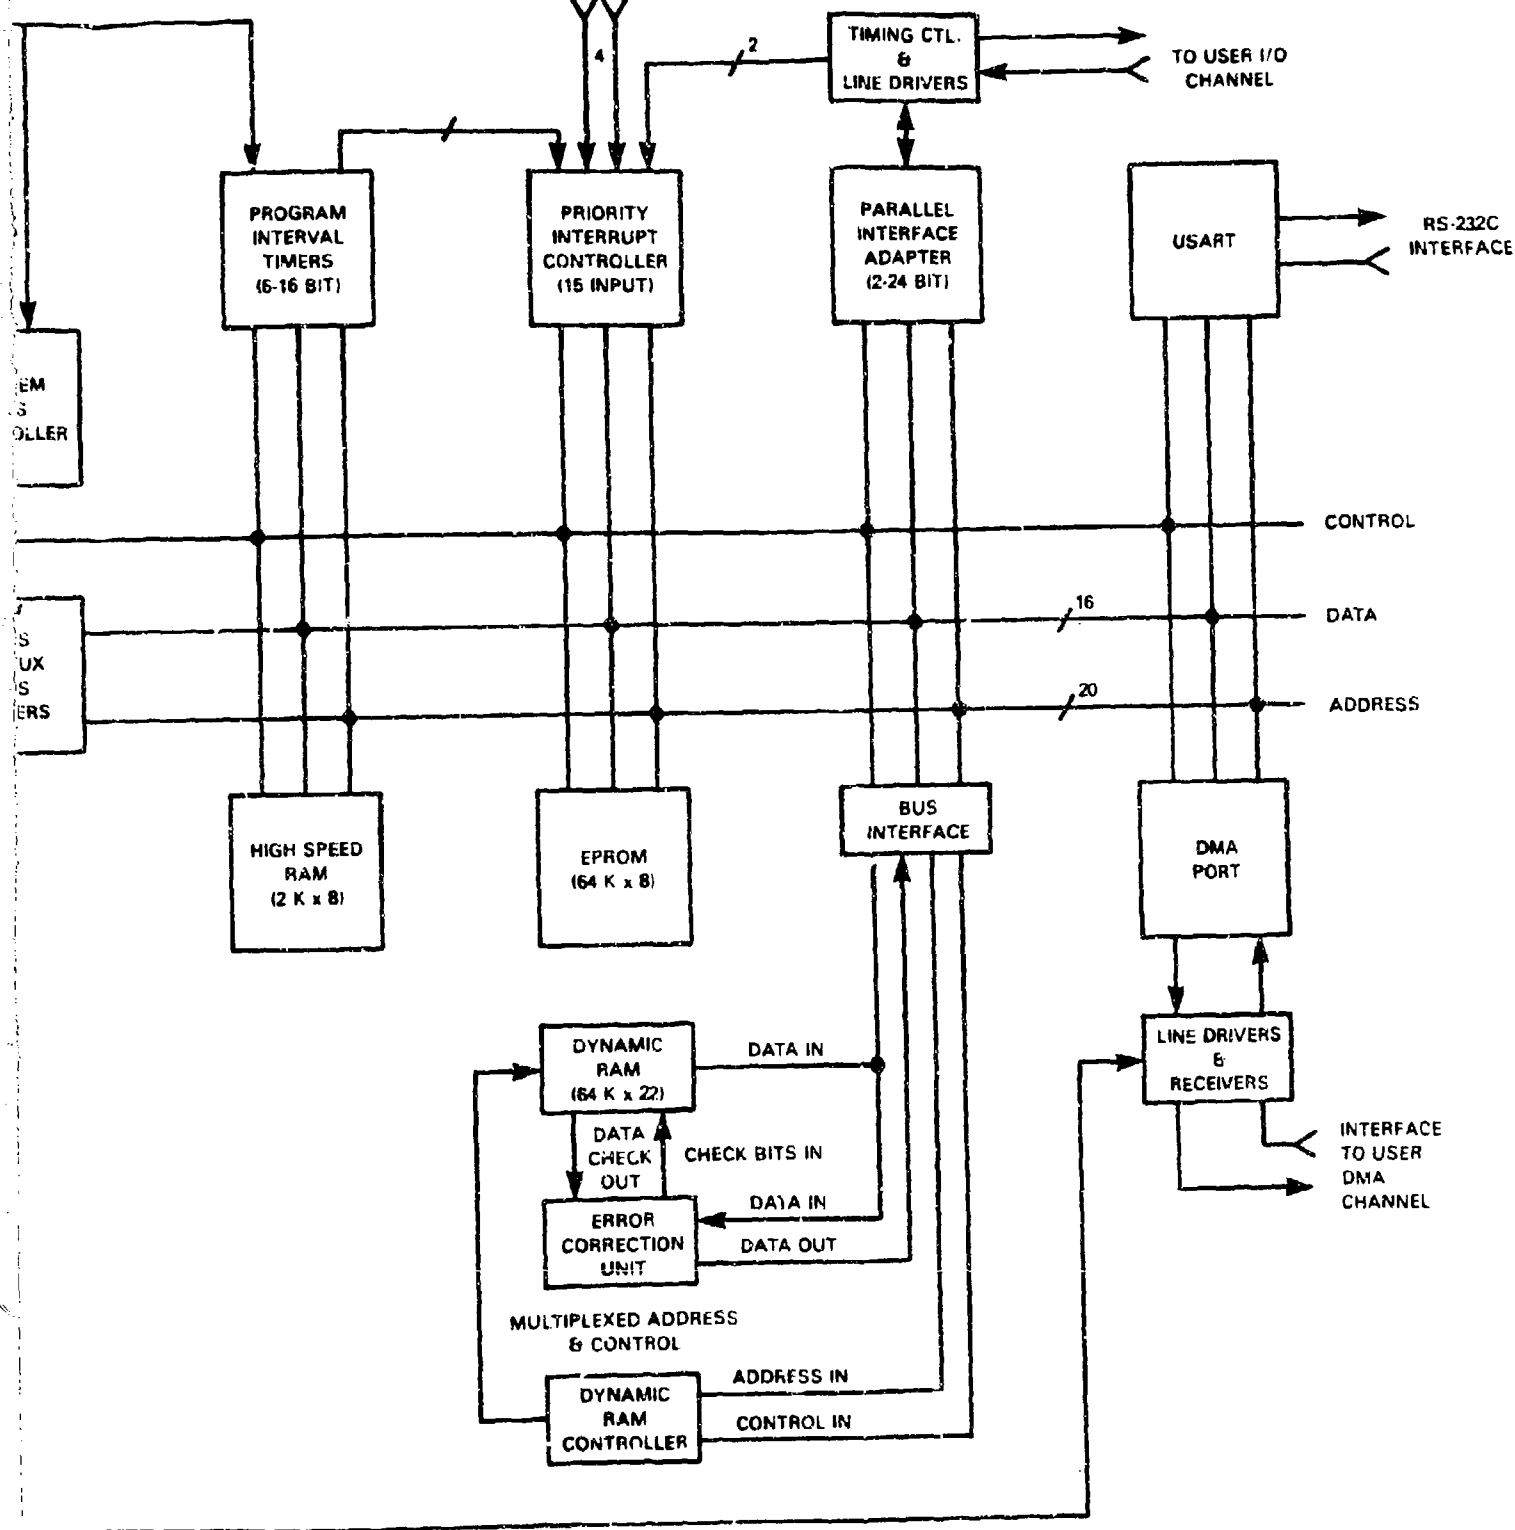 4
2
TIMING CTL.
&
LINE DRIVERS
TO USER I/O
CHANNEL
PROGRAM
INTERVAL
TIMERS
(6-16 BIT)
PRIORITY
INTERRUPT
CONTROLLER
(15 INPUT)
PARALLEL
INTERFACE
ADAPTER
(2-24 BIT)
USART
RS-232C
INTERFACE
EM
S
OLLER
CONTROL
16
DATA
S
UX
S
ERS
20
ADDRESS
HIGH SPEED
RAM
(2 K x 8)
EPROM
(64 K x 8)
BUS
INTERFACE
DMA
PORT
DYNAMIC
RAM
(64 K x 22)
DATA IN
LINE DRIVERS
&
RECEIVERS
DATA
CHECK
OUT
CHECK BITS IN
INTERFACE
TO USER
DMA
CHANNEL
ERROR
CORRECTION
UNIT
DATA IN
DATA OUT
MULTIPLEXED ADDRESS
& CONTROL
DYNAMIC
RAM
CONTROLLER
ADDRESS IN
CONTROL IN